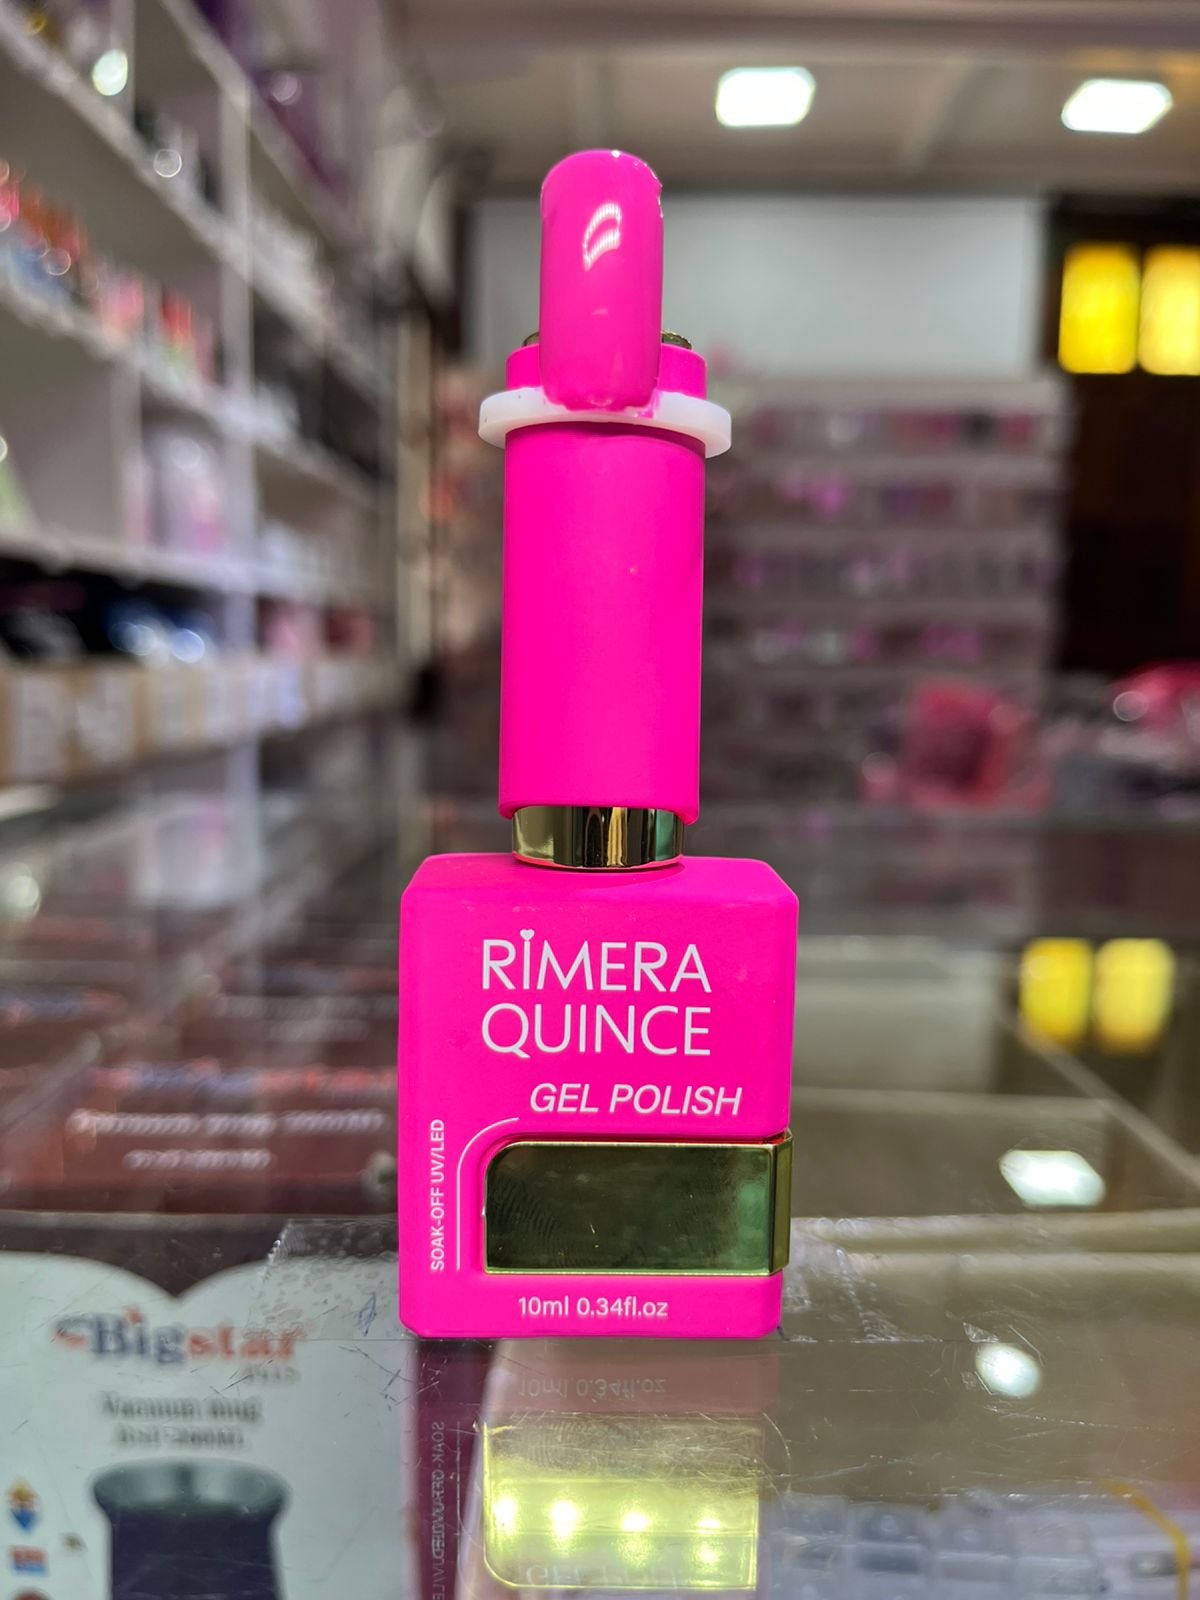 RIMERA
QUINCE
GEL POLISH
SOAK-OFF UV/LED
10ml 0.34fl.oz
Bigstar
Vacuum mug